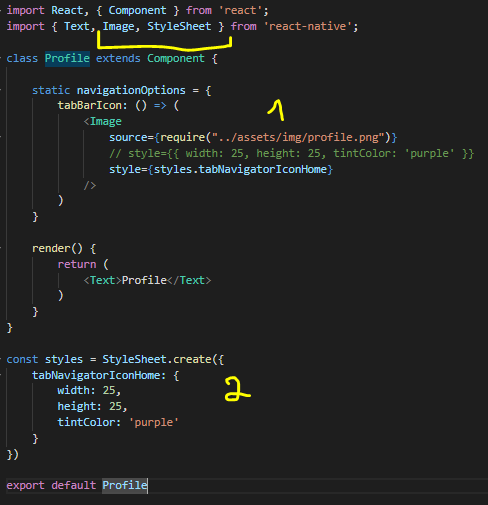 import React, { Component } from 'react';
import { Text, Image, StyleSheet } from 'react-native';
class Profile extends Component {
static navigationOptions = {
tabBarIcon: () => (
1
<Image
source={require("../assets/img/profile.png")}
// style={{ width: 25, height: 25, tintColor: 'purple' }}
style={styles.tabNavigatorIconHome}
/>
)
}
render() {
return (
<Text>Profile</Text>
)
}
}
const styles = StyleSheet.create({
tabNavigatorIconHome: {
width: 25,
2
height: 25,
tintColor: 'purple'
}
})
export default Profile